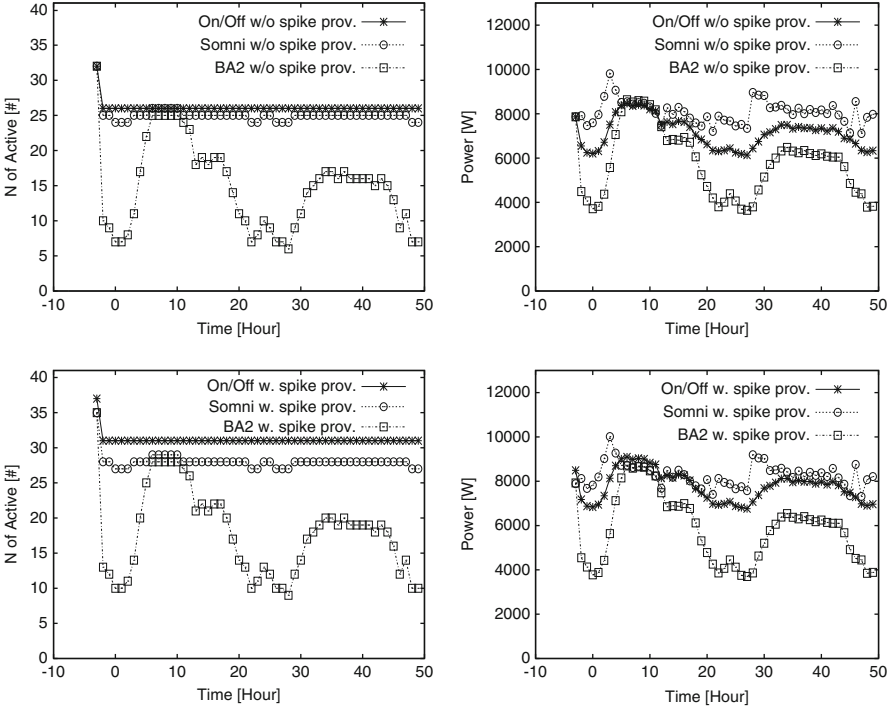 40
35
30
25
20
15
10
5
0
N of Active [#]
On/Off w/o spike prov.
Somni w/o spike prov.
BA2 w/o spike prov.
-10 0 10 20 30 40 50
Time [Hour]
12000
10000
8000
6000
4000
2000
0
Power [W]
On/Off w/o spike prov.
Somni w/o spike prov.
BA2 w/o spike prov.
-10 0 10 20 30 40 50
Time [Hour]
40
35
30
25
20
15
10
5
0
N of Active [#]
On/Off w. spike prov.
Somni w. spike prov.
BA2 w. spike prov.
-10 0 10 20 30 40 50
Time [Hour]
12000
10000
8000
6000
4000
2000
0
Power [W]
On/Off w. spike prov.
Somni w. spike prov.
BA2 w. spike prov.
-10 0 10 20 30 40 50
Time [Hour]